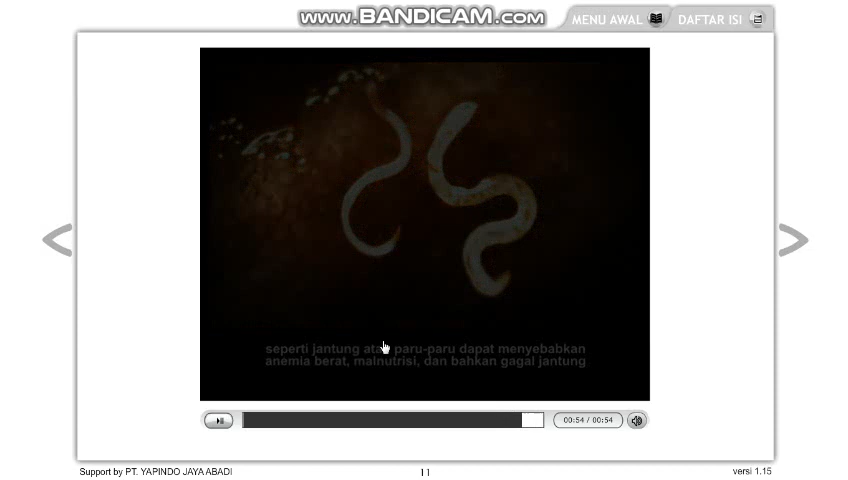 www.BANDICAM.com
MENU AWAL
DAFTAR ISI
seperti jantung atau paru-paru dapat menyebabkan
anemia berat, malnutrisi, dan bahkan gagal jantung
00:54 / 00:54
Support by PT. YAPINDO JAYA ABADI
11
versi 1.15